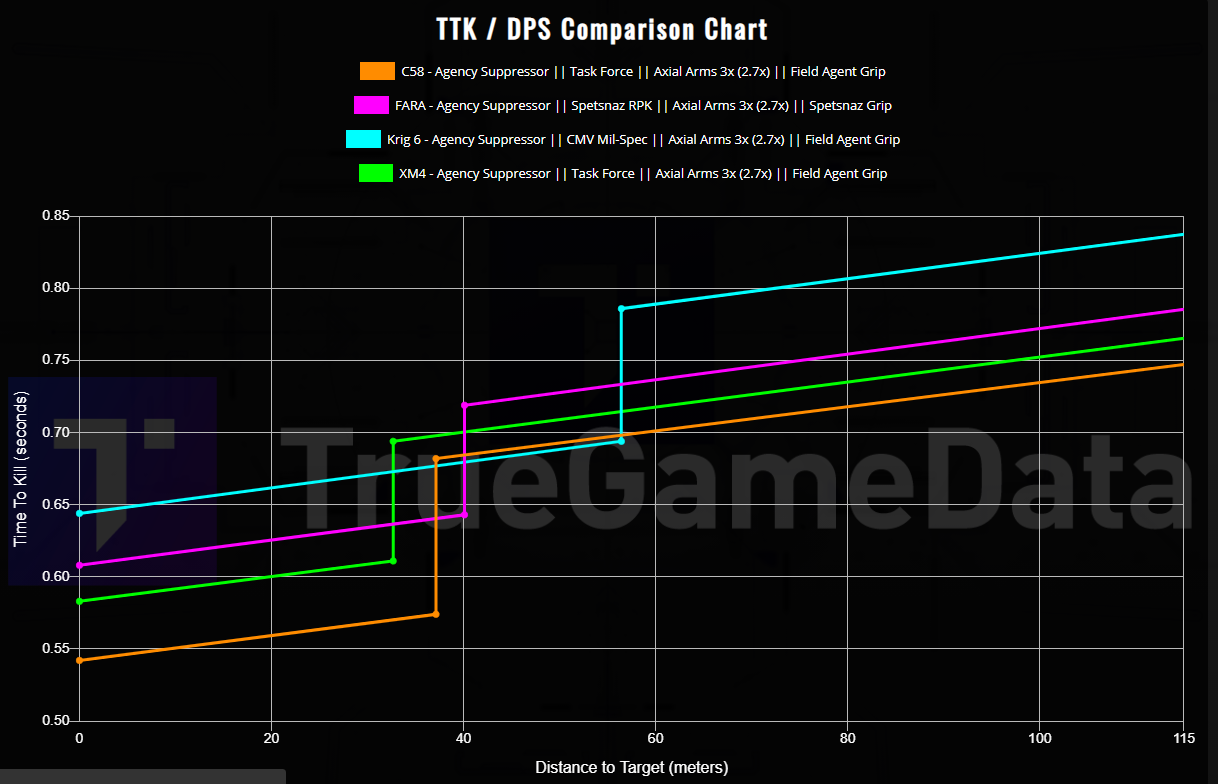 TTK / DPS Comparison Chart
C58 - Agency Suppressor || Task Force || Axial Arms 3x (2.7x) || Field Agent Grip
FARA - Agency Suppressor || Spetsnaz RPK || Axial Arms 3x (2.7x) || Spetsnaz Grip
Krig 6 - Agency Suppressor || CMV Mil-Spec || Axial Arms 3x (2.7x) || Field Agent Grip
XM4 - Agency Suppressor || Task Force || Axial Arms 3x (2.7x) || Field Agent Grip
0.85
0.80
0.75
0.70
0.65
0.60
0.55
0.50
Time To Kill (seconds)
TrueGameData
0 20 40 60 80 100 115
Distance to Target (meters)